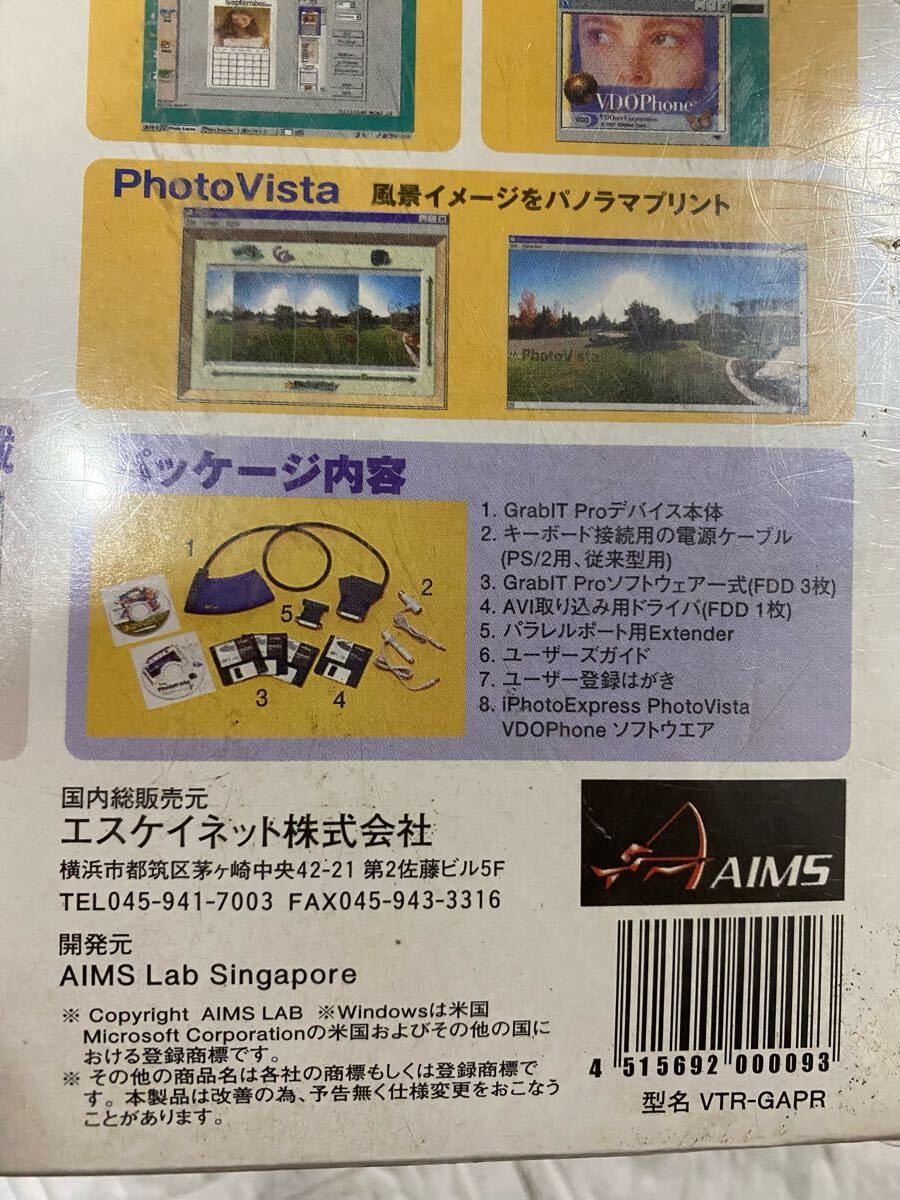 September
VDOPhone
VDO
VDOnet Corporation
PhotoVista 風景イメージをパノラマプリント
PhotoVista
パッケージ内容
1
2
5
3
4
1. GrabIT Proデバイス本体
2. キーボード接続用の電源ケーブル
(PS/2用、従来型用)
3. GrabIT Proソフトウェア一式(FDD 3枚)
4. AVI取り込み用ドライバ(FDD 1枚)
5. パラレルポート用Extender
6. ユーザーズガイド
7. ユーザー登録はがき
8. iPhotoExpress PhotoVista
VDOPhone ソフトウエア
国内総販売元
エスケイネット株式会社
横浜市都筑区茅ヶ崎中央42-21 第2佐藤ビル5F
TEL045-941-7003 FAX045-943-3316
開発元
AIMS Lab Singapore
※ Copyright AIMS LAB ※Windowsは米国
Microsoft Corporationの米国およびその他の国に
おける登録商標です。
※ その他の商品名は各社の商標もしくは登録商標で
す。本製品は改善の為、予告無く仕様変更をおこなう
ことがあります。
AIMS
4 515692 000093
型名 VTR-GAPR